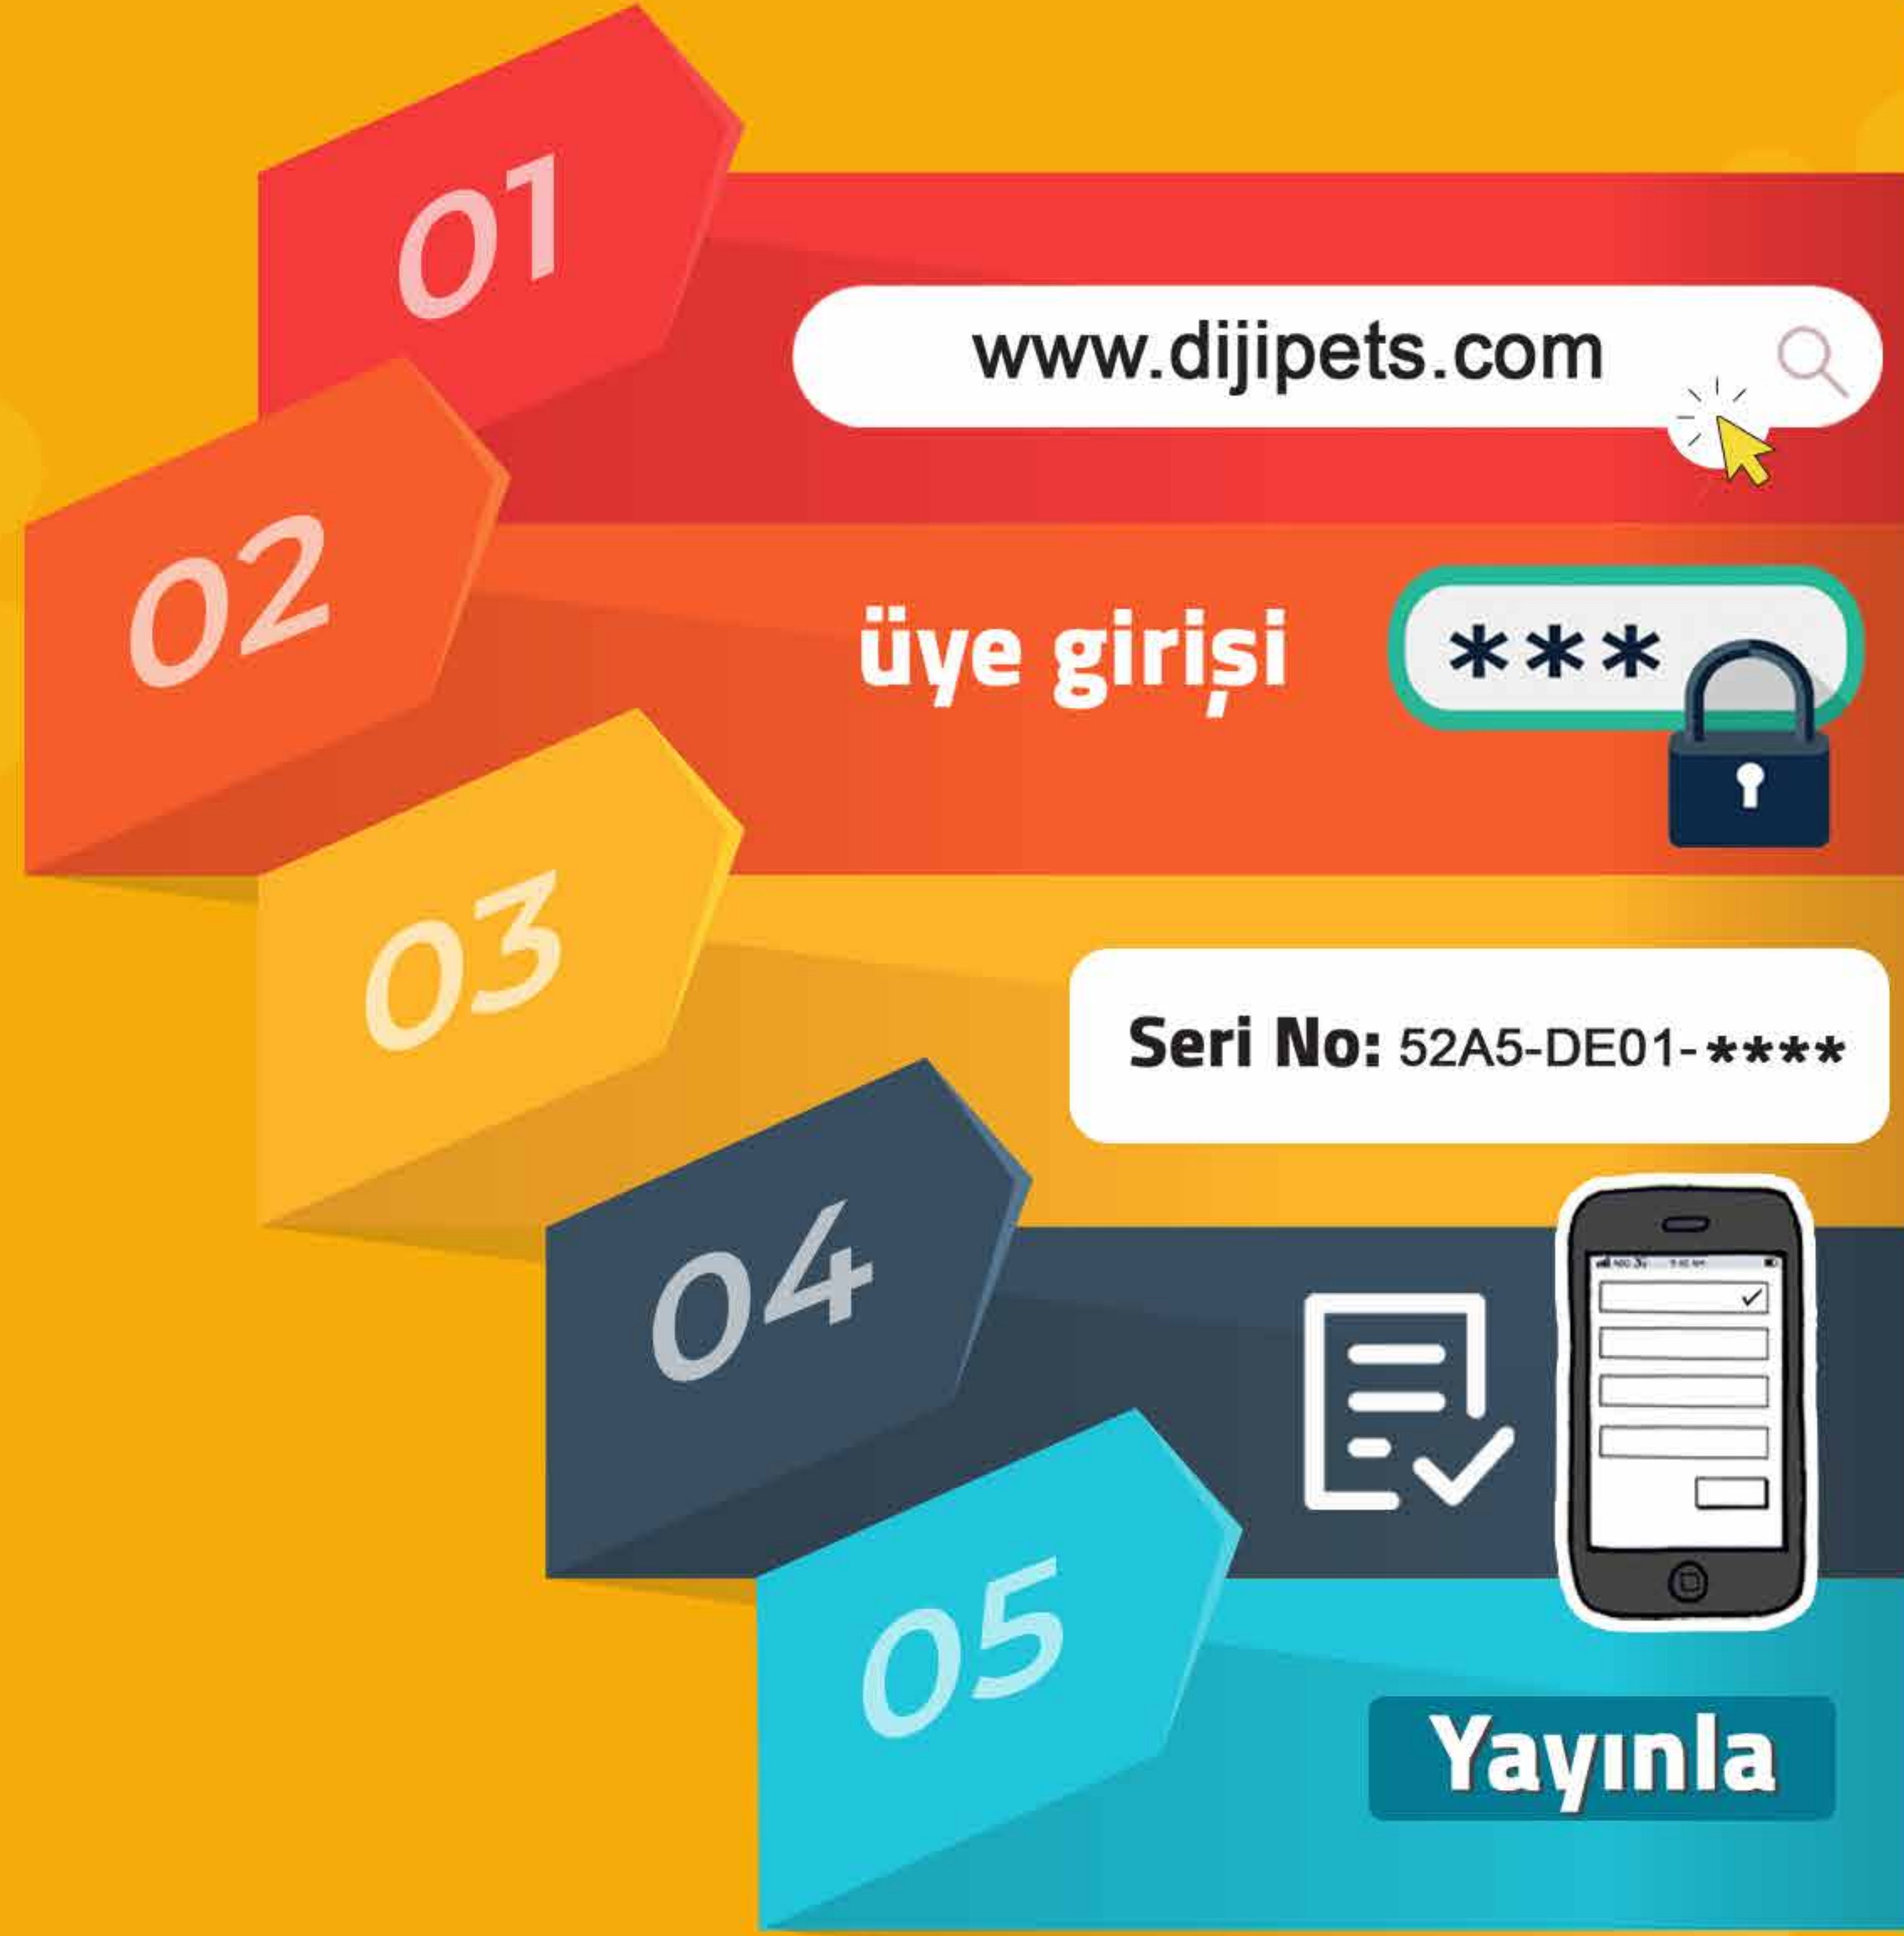 01
www.dijipets.com
02
üye girişi
***
03
Seri No: 52A5-DE01-****
04
05
Yayınla